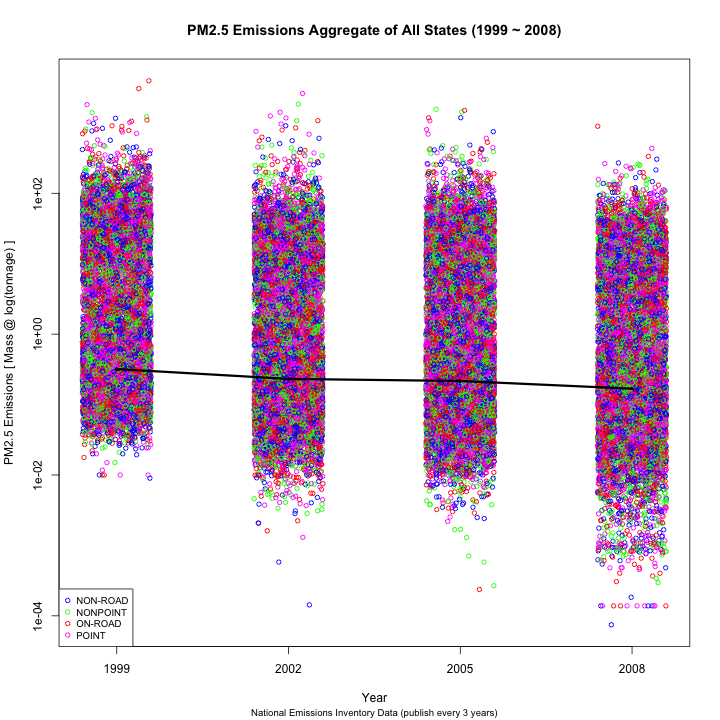 PM2.5 Emissions Aggregate of All States (1999 ~ 2008)
PM2.5 Emissions [ Mass @ log(tonnage) ]
1e+02
1e+00
1e-02
1e-04
NON-ROAD
NONPOINT
ON-ROAD
POINT
1999 2002 2005 2008
Year
National Emissions Inventory Data (publish every 3 years)